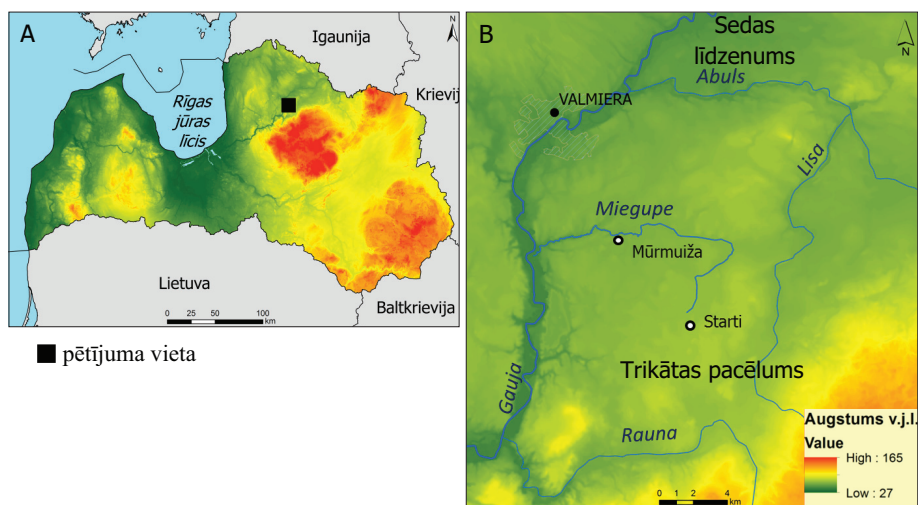 A
N
Igaunija
Krievij
Rīgas
jūras
līcis
Lietuva
Baltkrievija
0 25 50 100
km
pētījuma vieta
B
N
Sedas
līdzenums
Abuls
VALMIERA
Lisa
Miegupe
Mūrmuiža
Starti
Trikātas pacēlums
Gauja
Rauna
0 1 2 4
km
Augstums v.j.l.
Value
High : 165
Low : 27